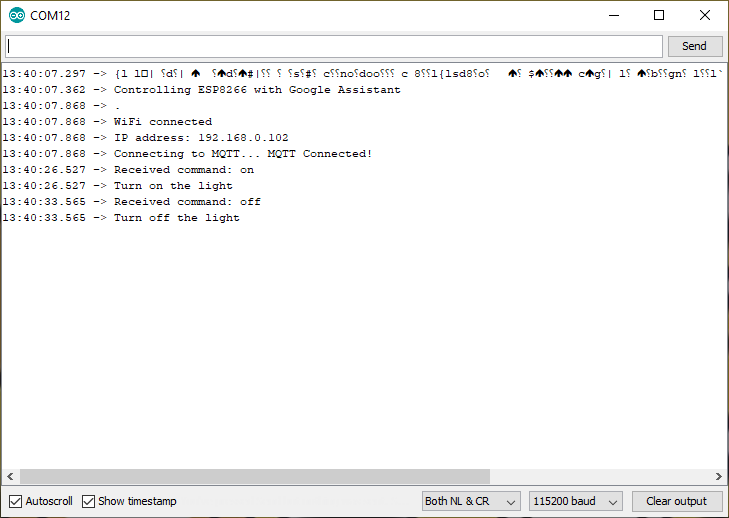 COM12
Send
13:40:07.297 ->
13:40:07.362 -> Controlling ESP8266 with Google Assistant
13:40:07.868 -> .
13:40:07.868 -> WiFi connected
13:40:07.868 -> IP address: 192.168.0.102
13:40:07.868 -> Connecting to MQTT... MQTT Connected!
13:40:26.527 -> Received command: on
13:40:26.527 -> Turn on the light
13:40:33.565 -> Received command: off
13:40:33.565 -> Turn off the light
Autoscroll Show timestamp Both NL & CR 115200 baud Clear output